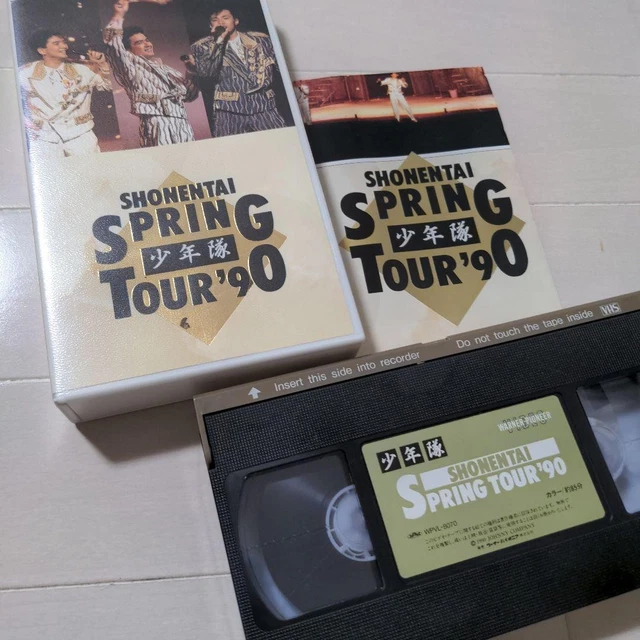 SHONENTAI
SPRING
少年隊
TOUR '90
SHONENTAI
SPRING
少年隊
TOUR '90
Insert this side into recorder
Do not touch the tape inside
VHS
少年隊
WARNER-PIONEER
SHONENTAI
SPRING TOUR '90
WPVL-8070